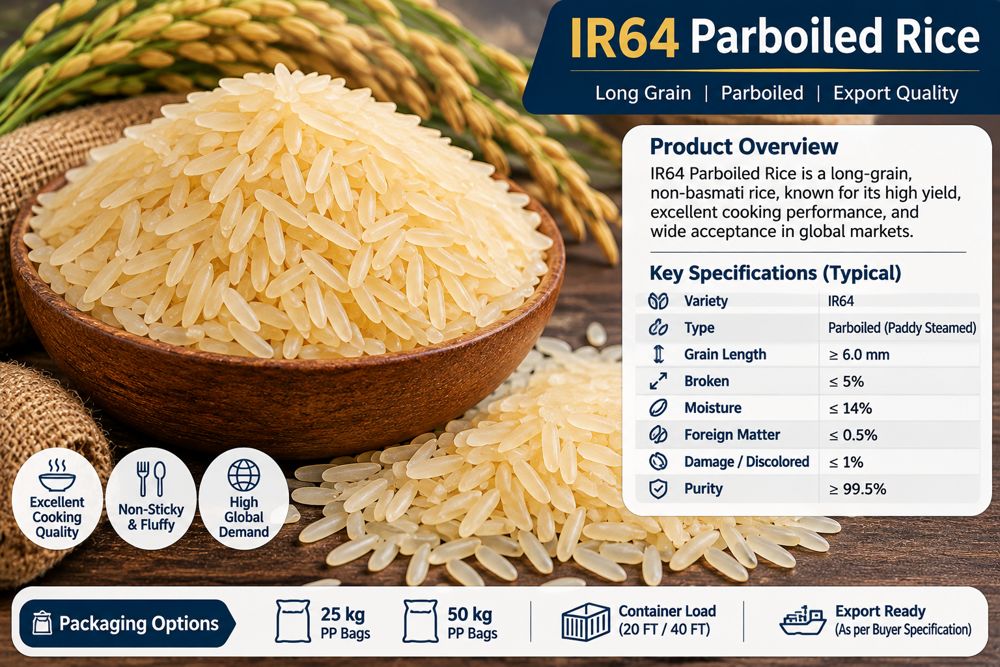 IR64 Parboiled Rice
Long Grain | Parboiled | Export Quality
Product Overview
IR64 Parboiled Rice is a long-grain,
non-basmati rice, known for its high yield,
excellent cooking performance, and
wide acceptance in global markets.
Key Specifications (Typical)
Variety IR64
Type Parboiled (Paddy Steamed)
Grain Length ≥ 6.0 mm
Broken ≤ 5%
Moisture ≤ 14%
Foreign Matter ≤ 0.5%
Damage / Discolored ≤ 1%
Purity ≥ 99.5%
Excellent
Cooking
Quality
Non-Sticky
& Fluffy
High
Global
Demand
Packaging Options
25 kg
PP Bags
50 kg
PP Bags
Container Load
(20 FT / 40 FT)
Export Ready
(As per Buyer Specification)